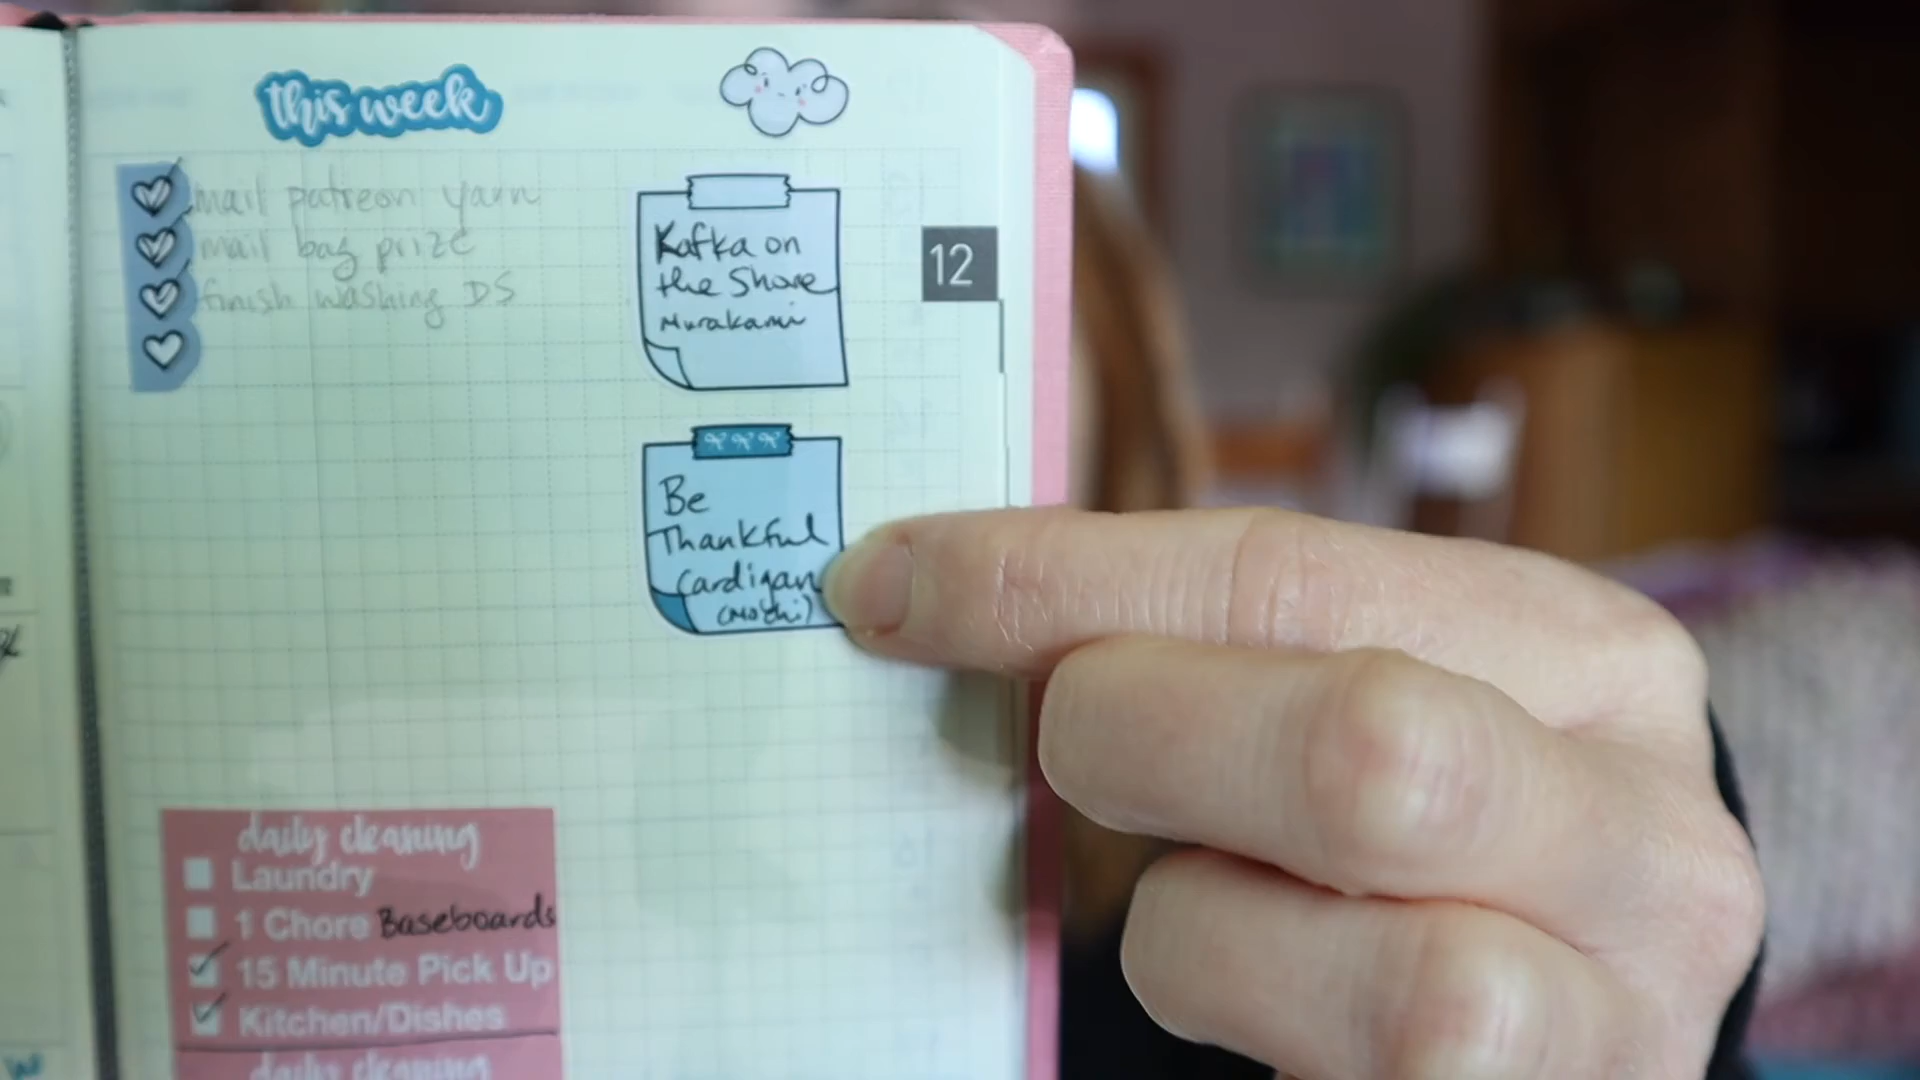 this week
mail patreon yarn
mail bag prize
finish washing DS
Kafka on
the Shore
Murakami
12
Be
Thankful
Cardigan
(Mochi)
daily cleaning
Laundry
1 Chore Baseboards
15 Minute Pick Up
Kitchen/Dishes
daily cleaning